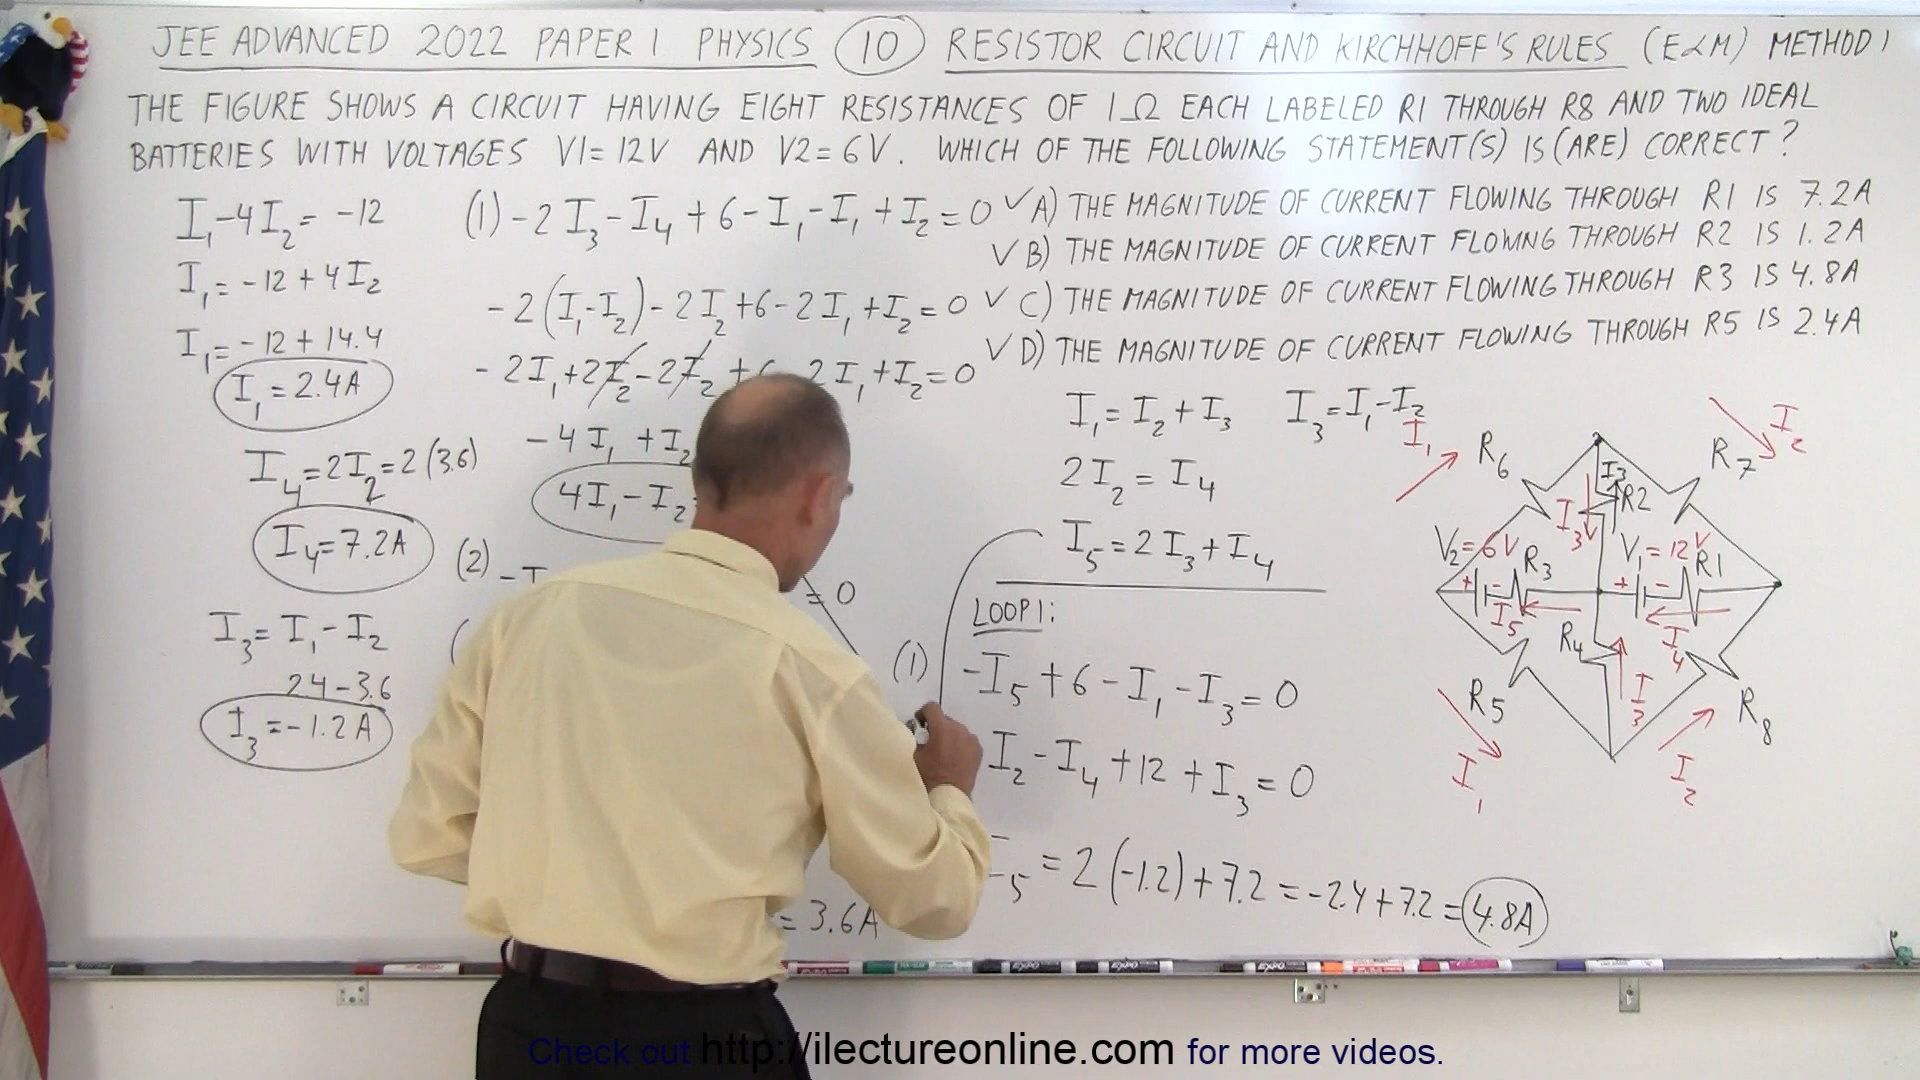 JEE ADVANCED 2022 PAPER 1 PHYSICS 10 RESISTOR CIRCUIT AND KIRCHHOFF'S RULES (E&M) METHOD 1
THE FIGURE SHOWS A CIRCUIT HAVING EIGHT RESISTANCES OF 1Ω EACH LABELED R1 THROUGH R8 AND TWO IDEAL
BATTERIES WITH VOLTAGES V1=12V AND V2=6V. WHICH OF THE FOLLOWING STATEMENT(S) IS (ARE) CORRECT?
✓ A) THE MAGNITUDE OF CURRENT FLOWING THROUGH R1 IS 7.2A
✓ B) THE MAGNITUDE OF CURRENT FLOWNG THROUGH R2 IS 1.2A
✓ C) THE MAGNITUDE OF CURRENT FLOWING THROUGH R3 IS 4.8A
✓ D) THE MAGNITUDE OF CURRENT FLOWING THROUGH R5 IS 2.4A
I₁-4I₂=-12
I₁=-12+4I₂
I₁=-12+14.4
I₁=2.4A
I₄=2I₂=2(3.6)
I₄=7.2A
I₃=I₁-I₂
2.4-3.6
I₃=-1.2A
(1) -2I₃-I₄+6-I₁-I₁+I₂=0
-2(I₁-I₂)-2I₂+6-2I₁+I₂=0
-2I₁+2I₂-2I₂+6-2I₁+I₂=0
-4I₁+I₂
4I₁-I₂
(2) -I
=0
=3.6A
I₁=I₂+I₃
I₃=I₁-I₂
2I₂=I₄
I₅=2I₃+I₄
LOOP1:
(1) -I₅+6-I₁-I₃=0
I₂-I₄+12+I₃=0
₅=2(-1.2)+7.2=-2.4+7.2=4.8A
I₁
R₆
R₇
I₂
I₃
R2
I₃
V₂=6V
V₁=12V
R₃
R1
+ -
+ -
I₅
R₄
I₄
R₅
I₃
R₈
I₁
I₂
Check out http://ilectureonline.com for more videos.